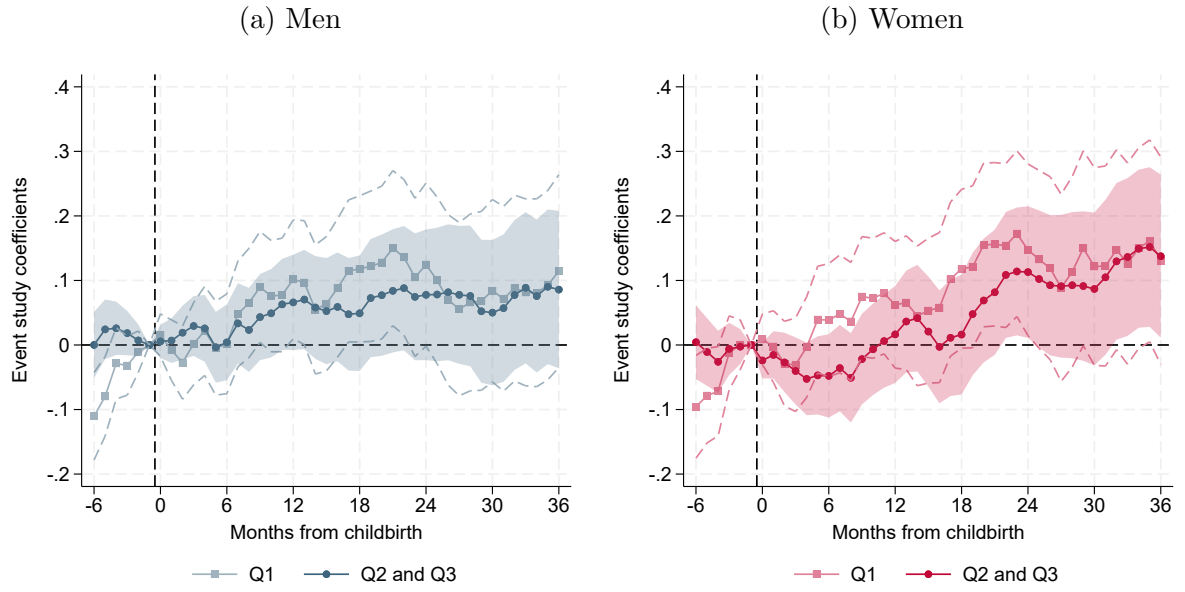 (a) Men
Event study coefficients
.4
.3
.2
.1
0
-.1
-.2
-6 0 6 12 18 24 30 36
Months from childbirth
Q1 Q2 and Q3
(b) Women
Event study coefficients
.4
.3
.2
.1
0
-.1
-.2
-6 0 6 12 18 24 30 36
Months from childbirth
Q1 Q2 and Q3